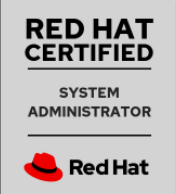 RED HAT
CERTIFIED
SYSTEM
ADMINISTRATOR
Red Hat